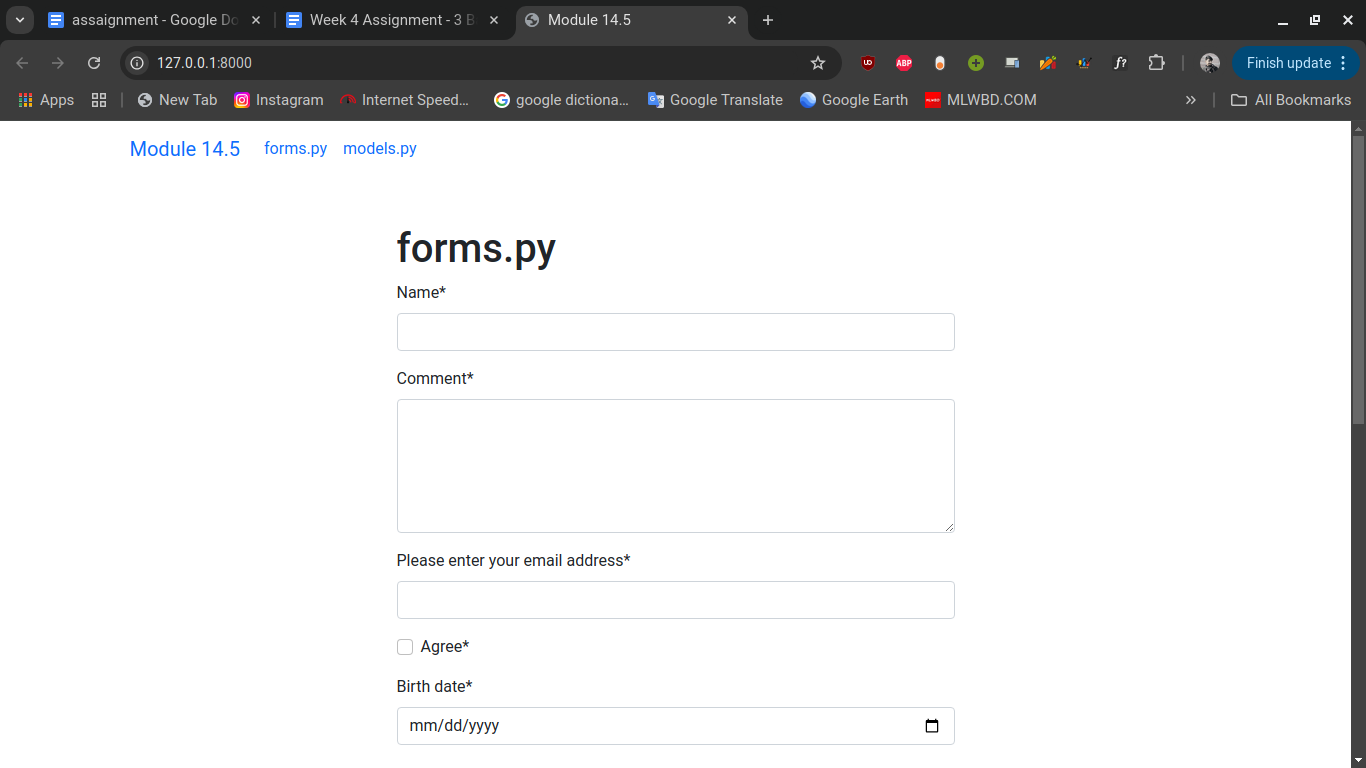 assaignment - Google Do
Week 4 Assignment - 3 B
Module 14.5
127.0.0.1:8000
Finish update
Apps
New Tab
Instagram
Internet Speed...
google dictiona...
Google Translate
Google Earth
MLWBD.COM
All Bookmarks
Module 14.5 forms.py models.py
forms.py
Name*
Comment*
Please enter your email address*
Agree*
Birth date*
mm/dd/yyyy